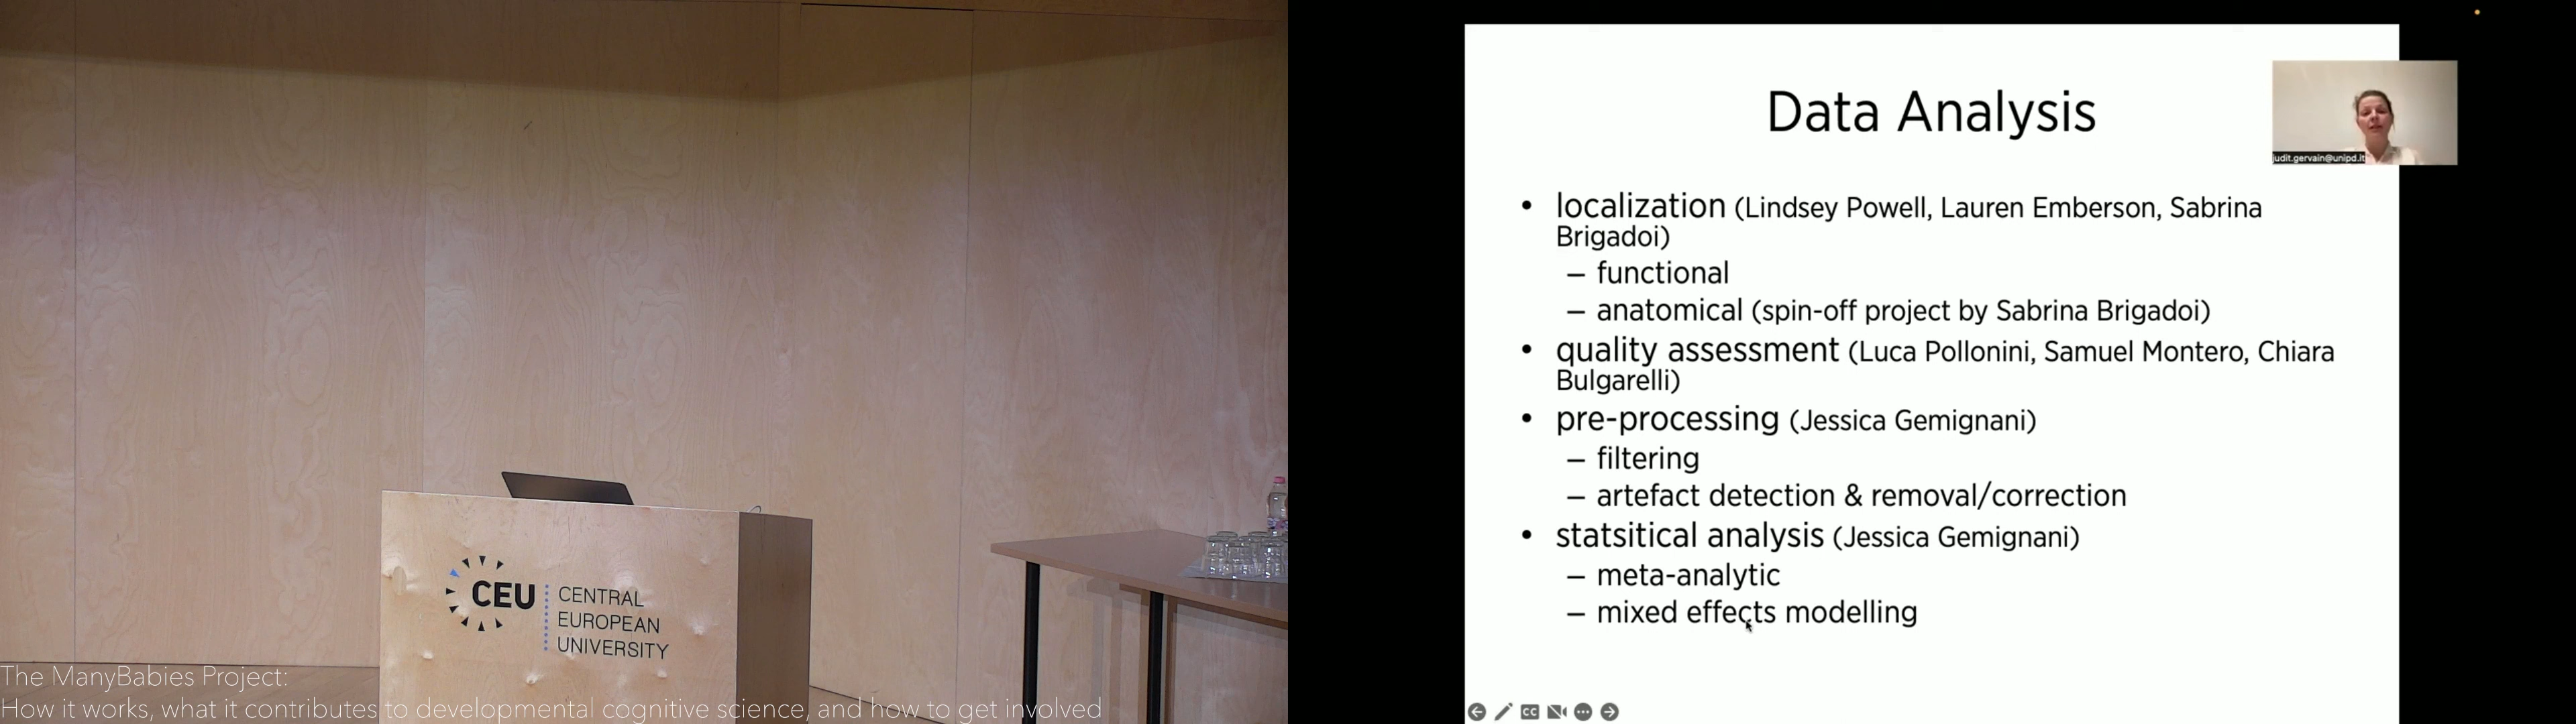 CEU
CENTRAL
EUROPEAN
UNIVERSITY
The ManyBabies Project:
How it works, what it contributes to developmental cognitive science, and how to get involved
Data Analysis
judit.gervain@unipd.it
• localization (Lindsey Powell, Lauren Emberson, Sabrina
Brigadoi)
– functional
– anatomical (spin-off project by Sabrina Brigadoi)
• quality assessment (Luca Pollonini, Samuel Montero, Chiara
Bulgarelli)
• pre-processing (Jessica Gemignani)
– filtering
– artefact detection & removal/correction
• statsitical analysis (Jessica Gemignani)
– meta-analytic
– mixed effects modelling
CC